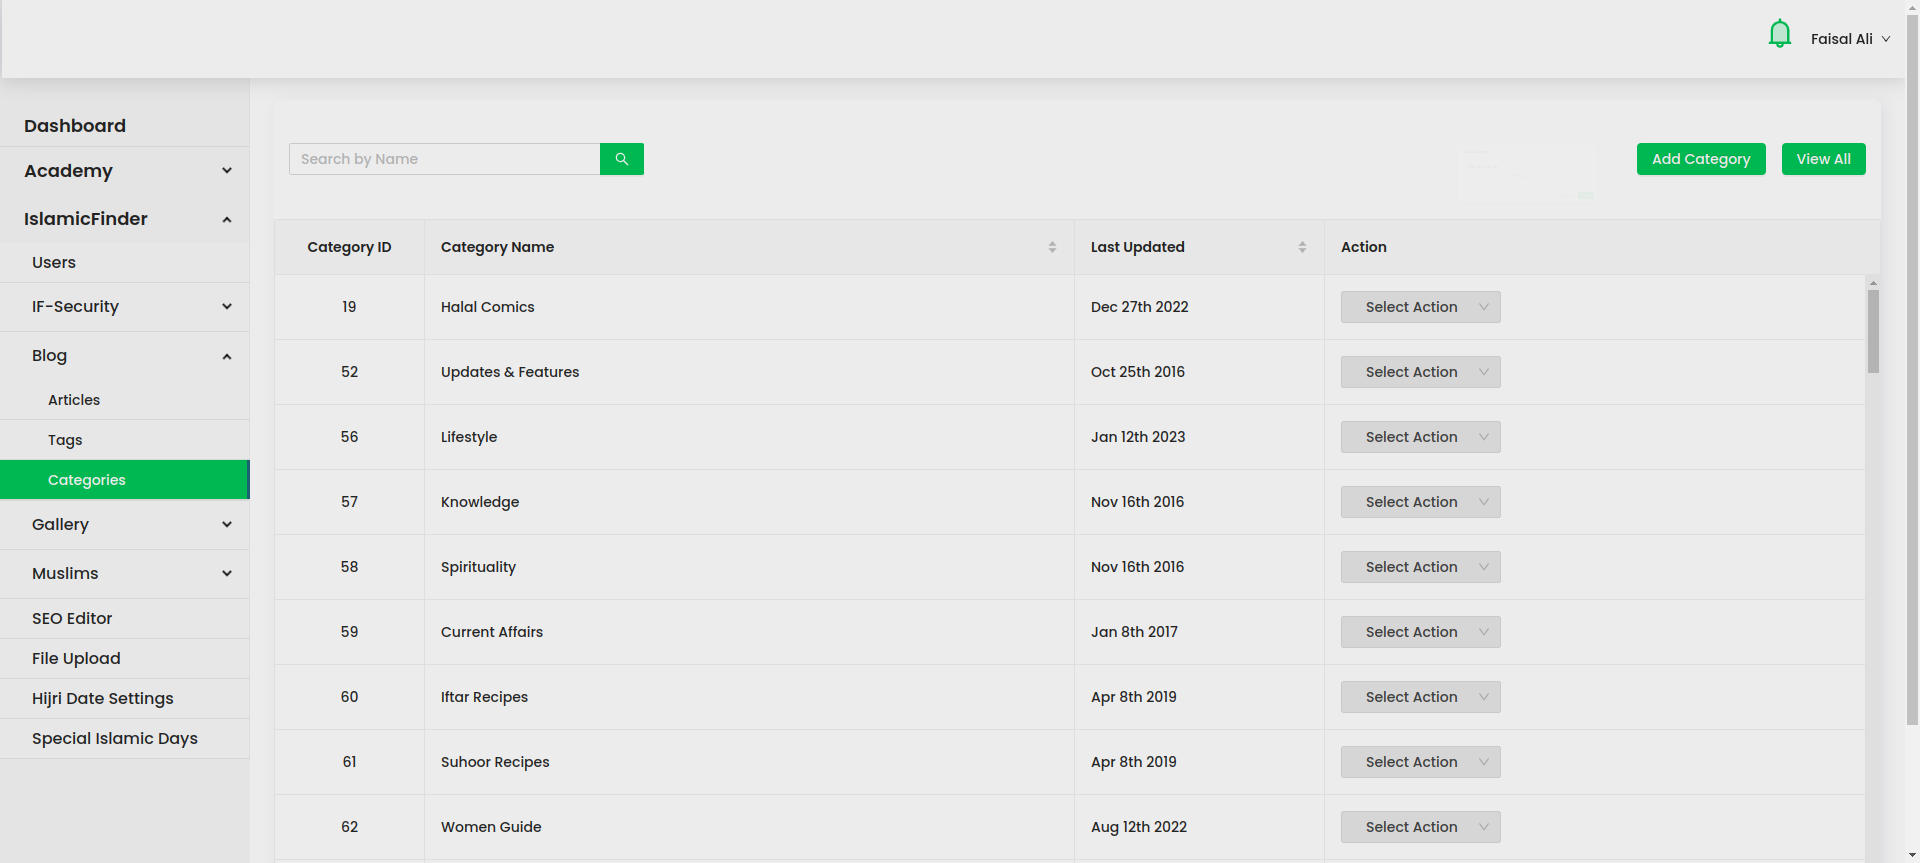 Faisal Ali
Dashboard
Academy
IslamicFinder
Users
IF-Security
Blog
Articles
Tags
Categories
Gallery
Muslims
SEO Editor
File Upload
Hijri Date Settings
Special Islamic Days
Search by Name
Add Category
View All
Category ID Category Name Last Updated Action
19 Halal Comics Dec 27th 2022 Select Action
52 Updates & Features Oct 25th 2016 Select Action
56 Lifestyle Jan 12th 2023 Select Action
57 Knowledge Nov 16th 2016 Select Action
58 Spirituality Nov 16th 2016 Select Action
59 Current Affairs Jan 8th 2017 Select Action
60 Iftar Recipes Apr 8th 2019 Select Action
61 Suhoor Recipes Apr 8th 2019 Select Action
62 Women Guide Aug 12th 2022 Select Action